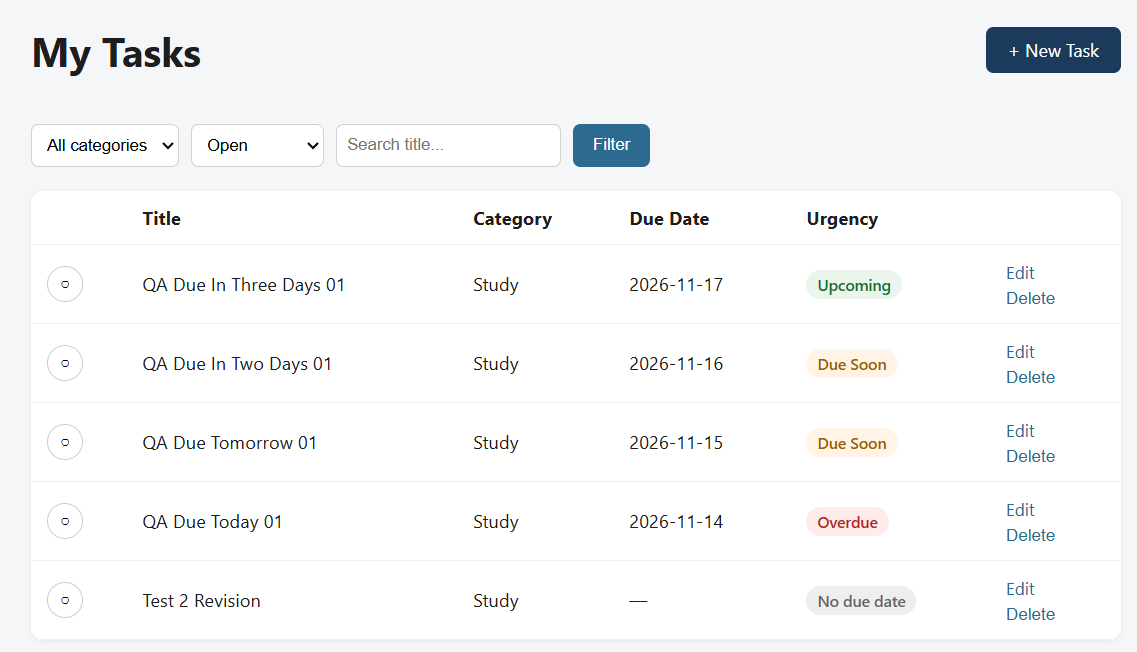 My Tasks
+ New Task
All categories
Open
Search title...
Filter
Title Category Due Date Urgency
QA Due In Three Days 01 Study 2026-11-17 Upcoming Edit
Delete
QA Due In Two Days 01 Study 2026-11-16 Due Soon Edit
Delete
QA Due Tomorrow 01 Study 2026-11-15 Due Soon Edit
Delete
QA Due Today 01 Study 2026-11-14 Overdue Edit
Delete
Test 2 Revision Study — No due date Edit
Delete